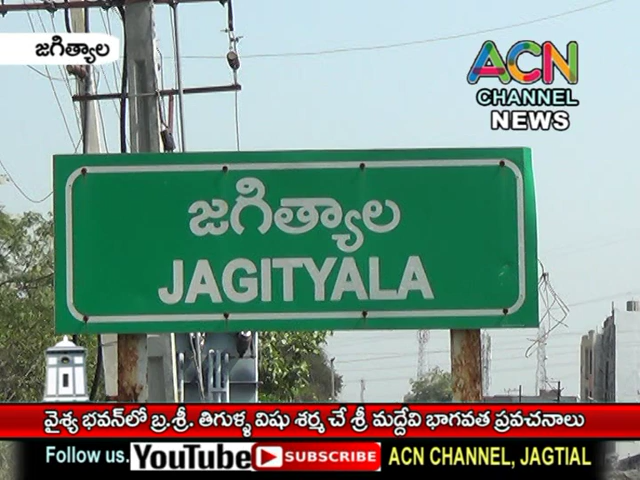 జగిత్యాల
ACN
CHANNEL
NEWS
జగిత్యాల
JAGITYALA
వైశ్య భవన్‌లో బ్ర.శ్రీ. తిగుళ్ళ విషు శర్మ చే శ్రీ మద్దేవి భాగవత ప్రవచనాలు
Follow us. YouTube SUBSCRIBE ACN CHANNEL, JAGTIAL